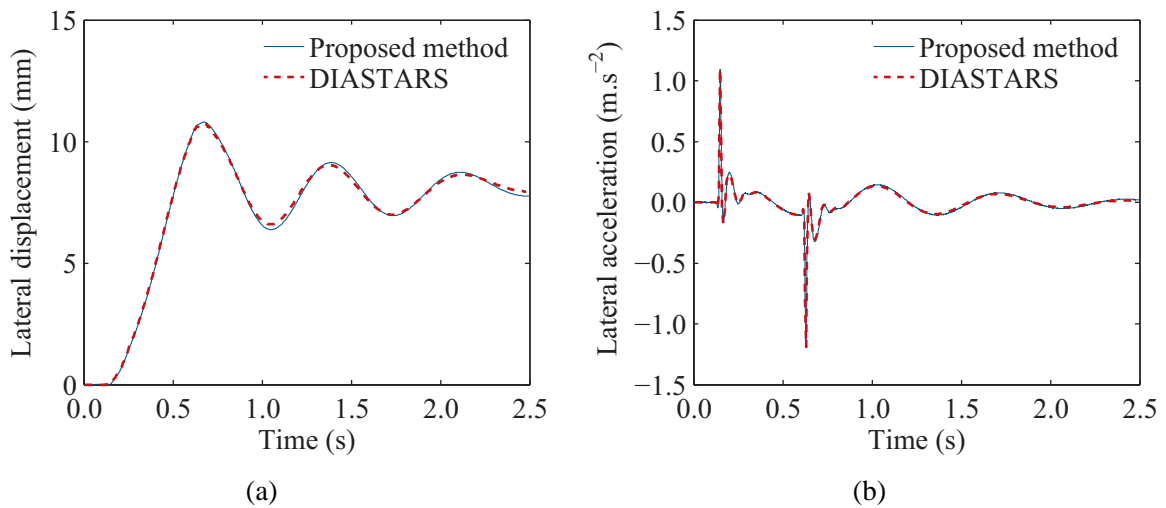 15
10
5
0
0.0 0.5 1.0 1.5 2.0 2.5
Lateral displacement (mm)
Time (s)
Proposed method
DIASTARS
(a)
1.5
1.0
0.5
0.0
−0.5
−1.0
−1.5
0.0 0.5 1.0 1.5 2.0 2.5
Lateral acceleration (m.s⁻²)
Time (s)
Proposed method
DIASTARS
(b)